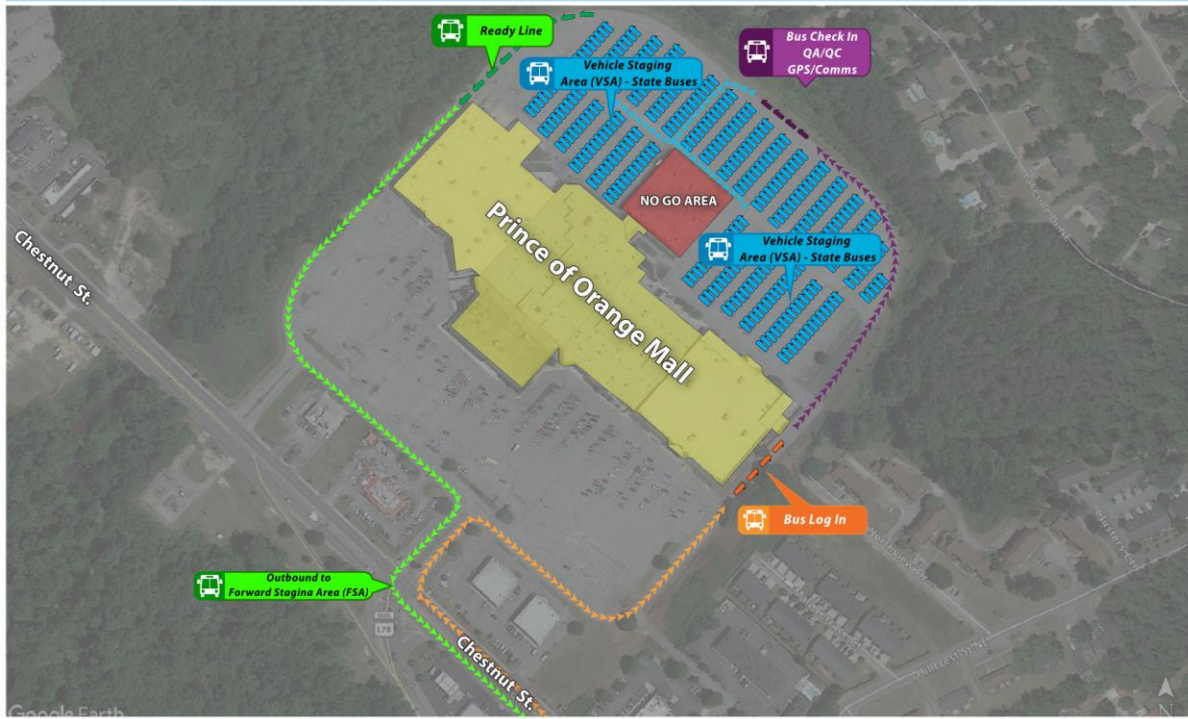 Ready Line
Bus Check In
QA/QC
GPS/Comms
Vehicle Staging
Area (VSA) - State Buses
NO GO AREA
Prince of Orange Mall
Vehicle Staging
Area (VSA) - State Buses
Chestnut St.
Bus Log In
Outbound to
Forward Stagina Area (FSA)
178
Chestnut St.
Google Earth
N